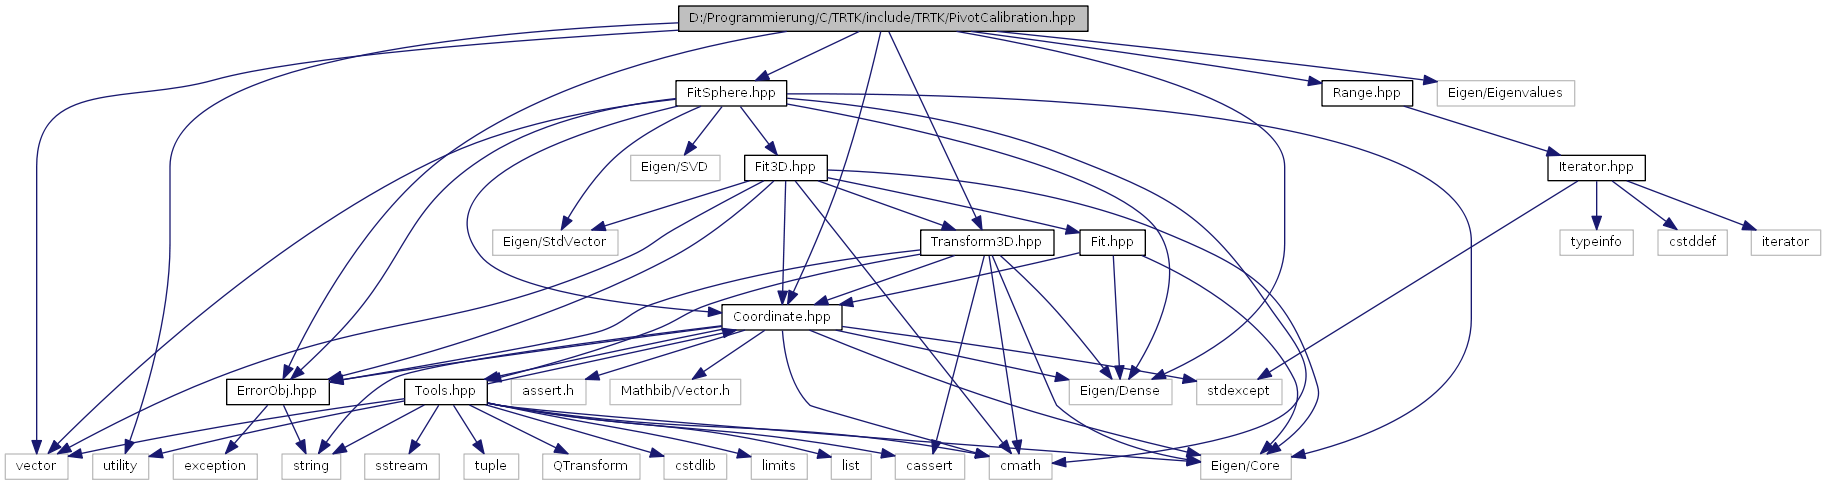 D:/Programmierung/C/TRTK/include/TRTK/PivotCalibration.hpp
FitSphere.hpp
Range.hpp
Eigen/Eigenvalues
Eigen/SVD
Fit3D.hpp
Iterator.hpp
Eigen/StdVector
Transform3D.hpp
Fit.hpp
typeinfo
cstddef
iterator
Coordinate.hpp
ErrorObj.hpp
Tools.hpp
assert.h
Mathbib/Vector.h
Eigen/Dense
stdexcept
vector
utility
exception
string
sstream
tuple
QTransform
cstdlib
limits
list
cassert
cmath
Eigen/Core